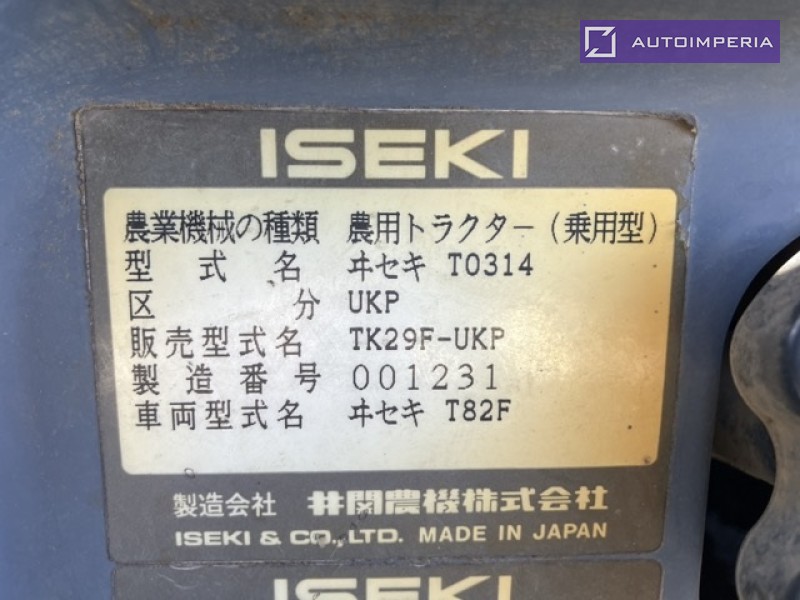 AUTOIMPERIA
ISEKI
農業機械の種類 農用トラクター(乗用型)
型式名 ヰセキ T0314
区分 UKP
販売型式名 TK29F-UKP
製造番号 001231
車両型式名 ヰセキ T82F
製造会社 井関農機株式会社
ISEKI & CO., LTD. MADE IN JAPAN
ISEKI